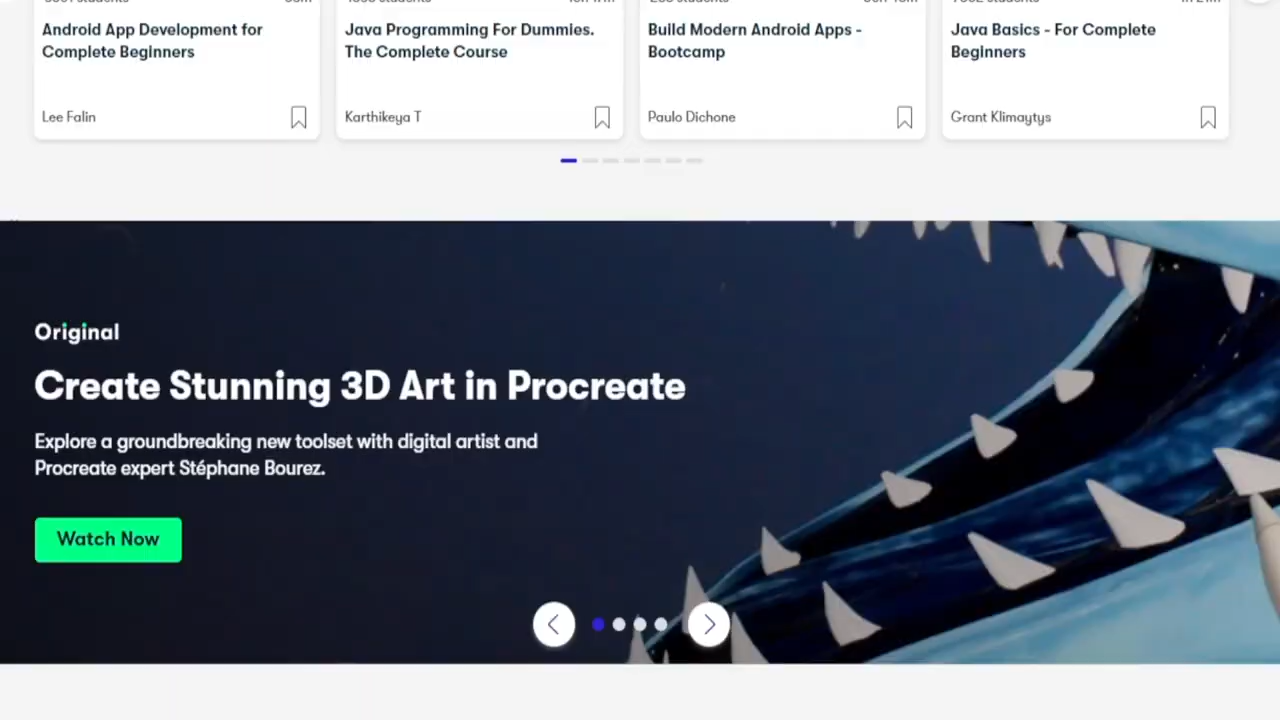 Android App Development for
Complete Beginners
Lee Falin
Java Programming For Dummies.
The Complete Course
Karthikeya T
Build Modern Android Apps -
Bootcamp
Paulo Dichone
Java Basics - For Complete
Beginners
Grant Klimaytys
Original
Create Stunning 3D Art in Procreate
Explore a groundbreaking new toolset with digital artist and
Procreate expert Stéphane Bourez.
Watch Now